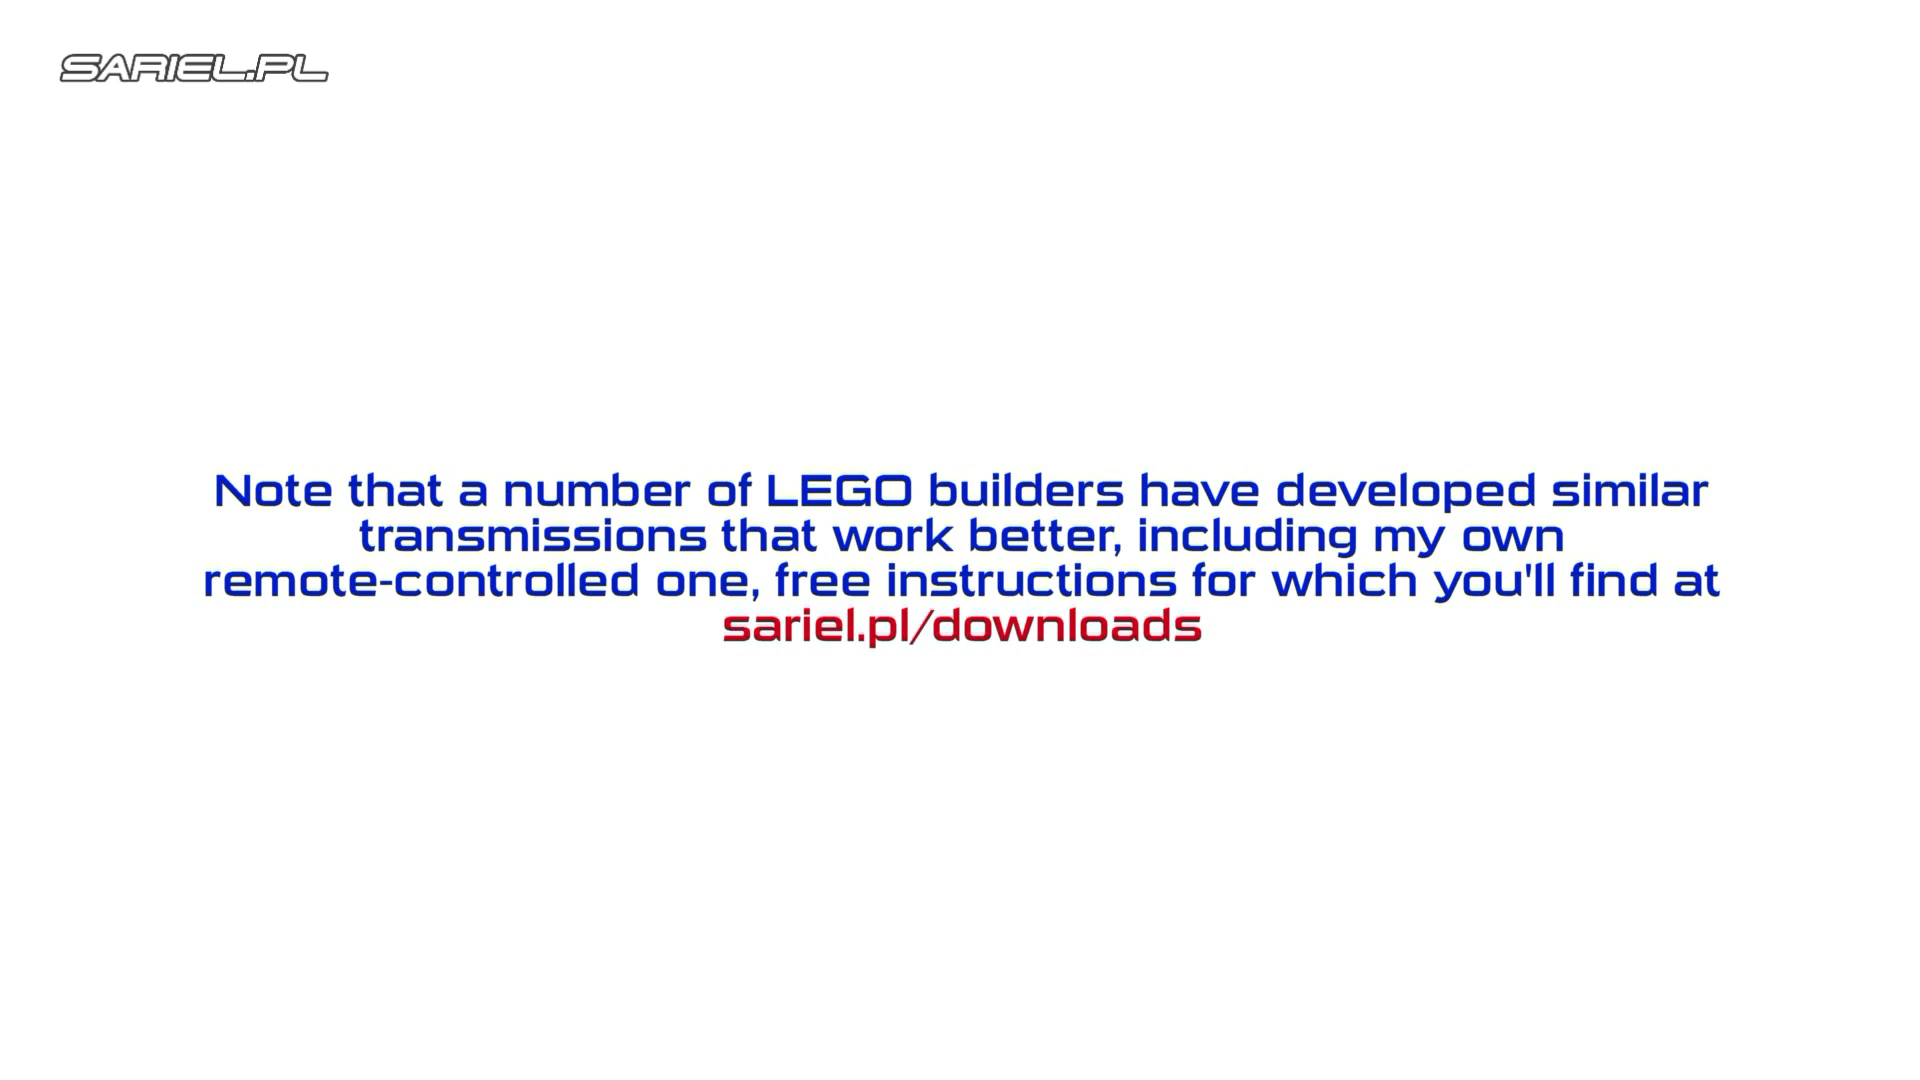 SARIEL.PL
Note that a number of LEGO builders have developed similar
transmissions that work better, including my own
remote-controlled one, free instructions for which you'll find at
sariel.pl/downloads